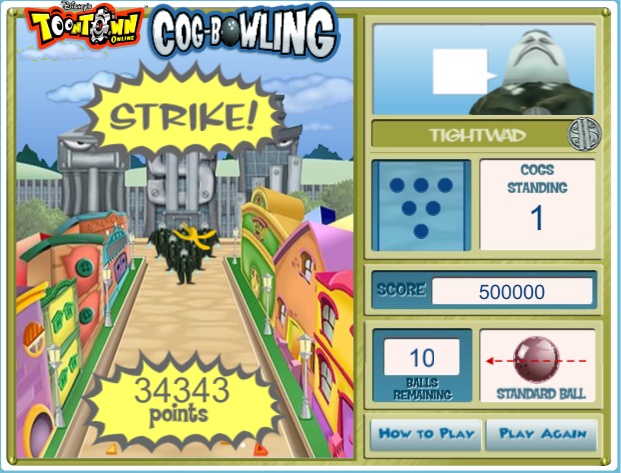 Disney's
TOONTOWN
ONLINE
COG-BOWLING
STRIKE!
TIGHTWAD
COGS
STANDING
1
SCORE
500000
10
BALLS
REMAINING
STANDARD BALL
34343
points
HOW TO PLAY
PLAY AGAIN